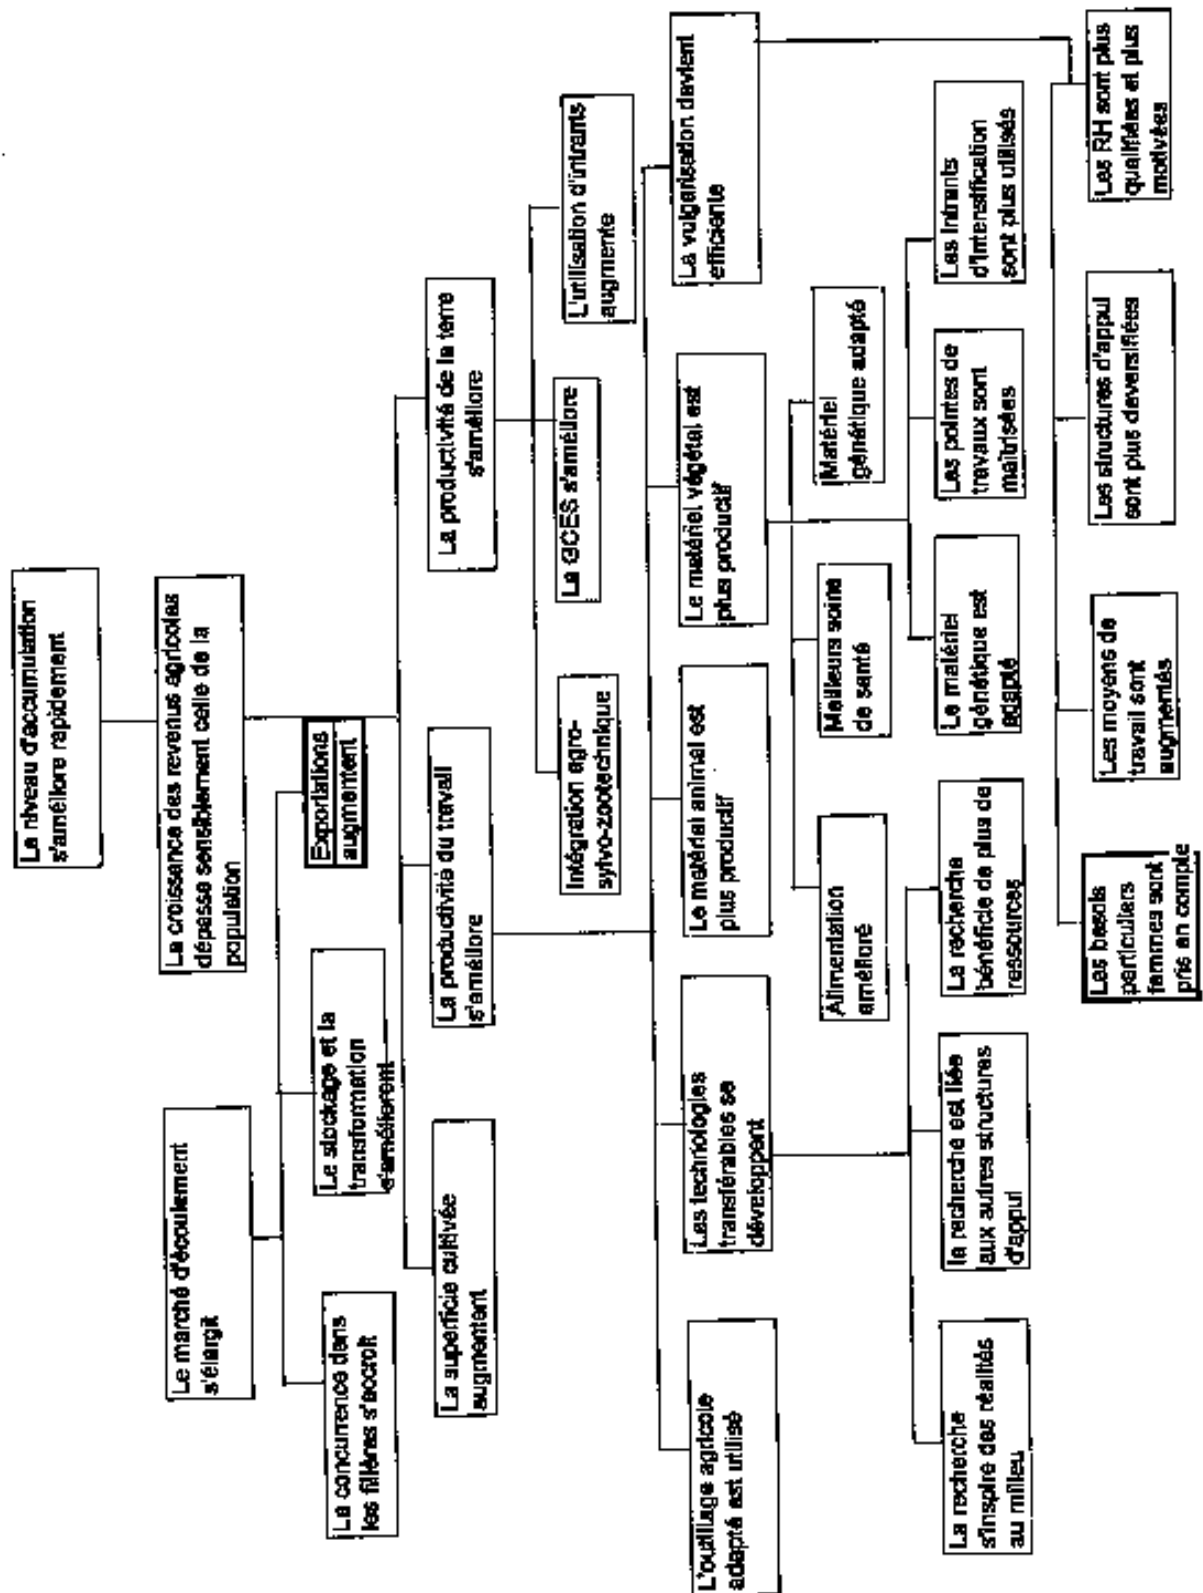 Le niveau d'accumulation
s'améliore rapidement
Le marché d'écoulement
s'élargit
La croissance des revenus agricoles
dépasse sensiblement celle de la
population
La concurrence dans
les filières s'accroît
Le stockage et la
transformation
s'améliorent
Exportations
augmentent
La superficie cultivée
augmentent
La productivité du travail
s'améliore
La productivité de la terre
s'améliore
Intégration agro-
sylvo-zootechnique
La GCES s'améliore
L'utilisation d'intrants
augmente
L'outillage agricole
adapté est utilisé
Les technologies
transférables se
développent
Le matériel animal est
plus productif
Le matériel végétal est
plus productif
La vulgarisation devient
efficiente
Alimentation
amélioré
Meilleurs soins
de santé
Matériel
génétique adapté
La recherche
s'inspire des réalités
au milieu
la recherche est liée
aux autres structures
d'appui
La recherche
bénéficie de plus de
ressources
Le matériel
génétique est
adapté
Les pointes de
travaux sont
maîtrisées
Les intrants
d'intensification
sont plus utilisés
Les besois
particuliers
femmes sont
pris en compte
Les moyens de
travail sont
augmentés
Les structures d'appui
sont plus deversifiées
Les RH sont plus
qualifiées et plus
motivées